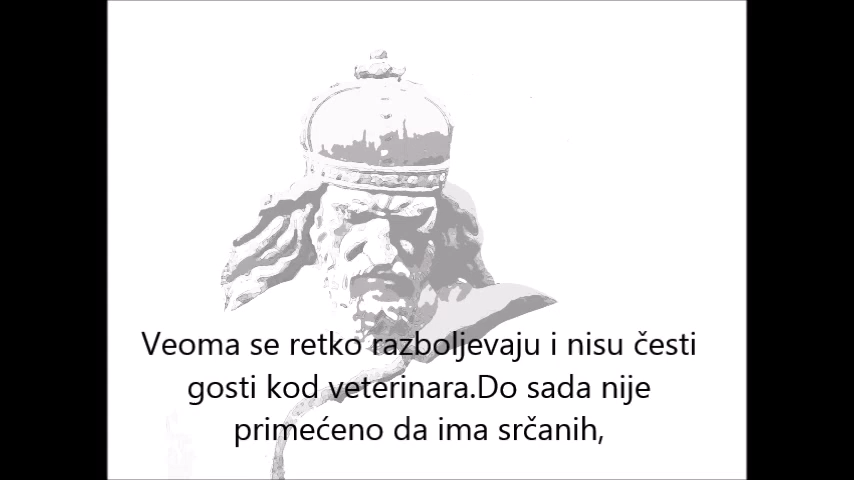 Veoma se retko razboljevaju i nisu česti
gosti kod veterinara.Do sada nije
primećeno da ima srčanih,